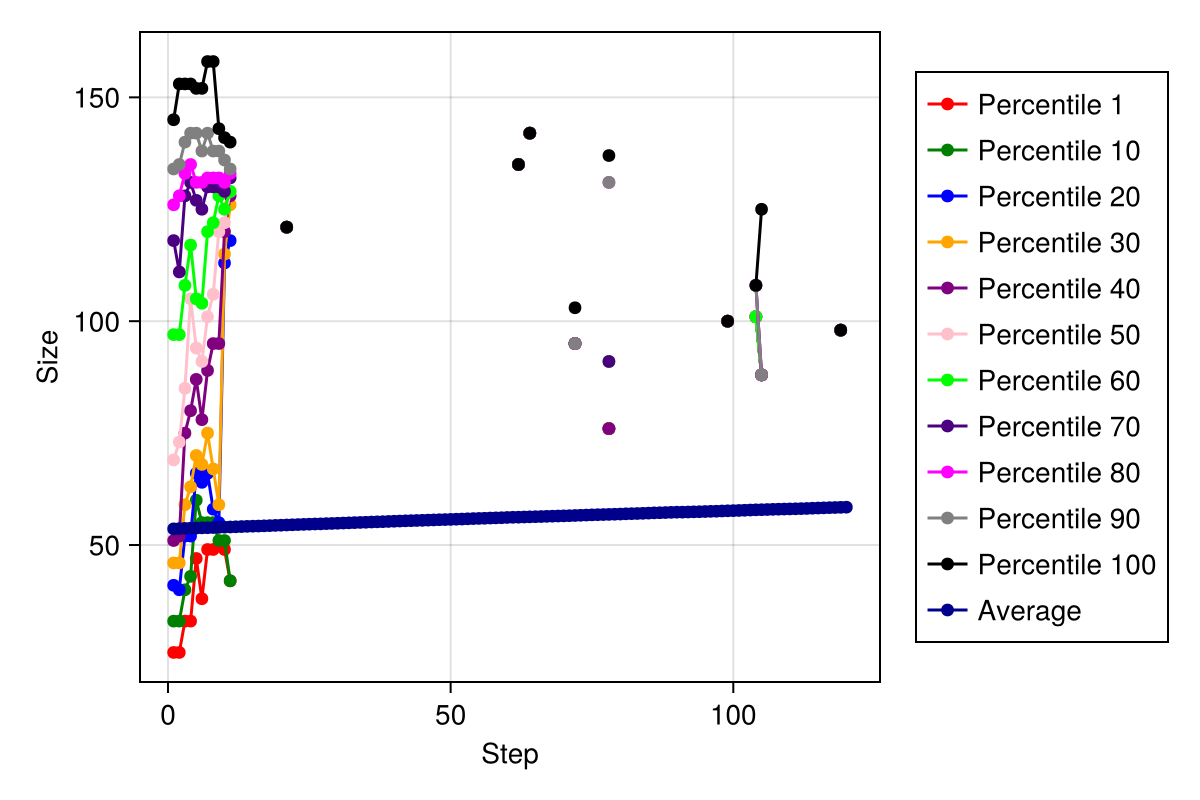 150
100
50
Size
0
50
100
Step
Percentile 1
Percentile 10
Percentile 20
Percentile 30
Percentile 40
Percentile 50
Percentile 60
Percentile 70
Percentile 80
Percentile 90
Percentile 100
Average